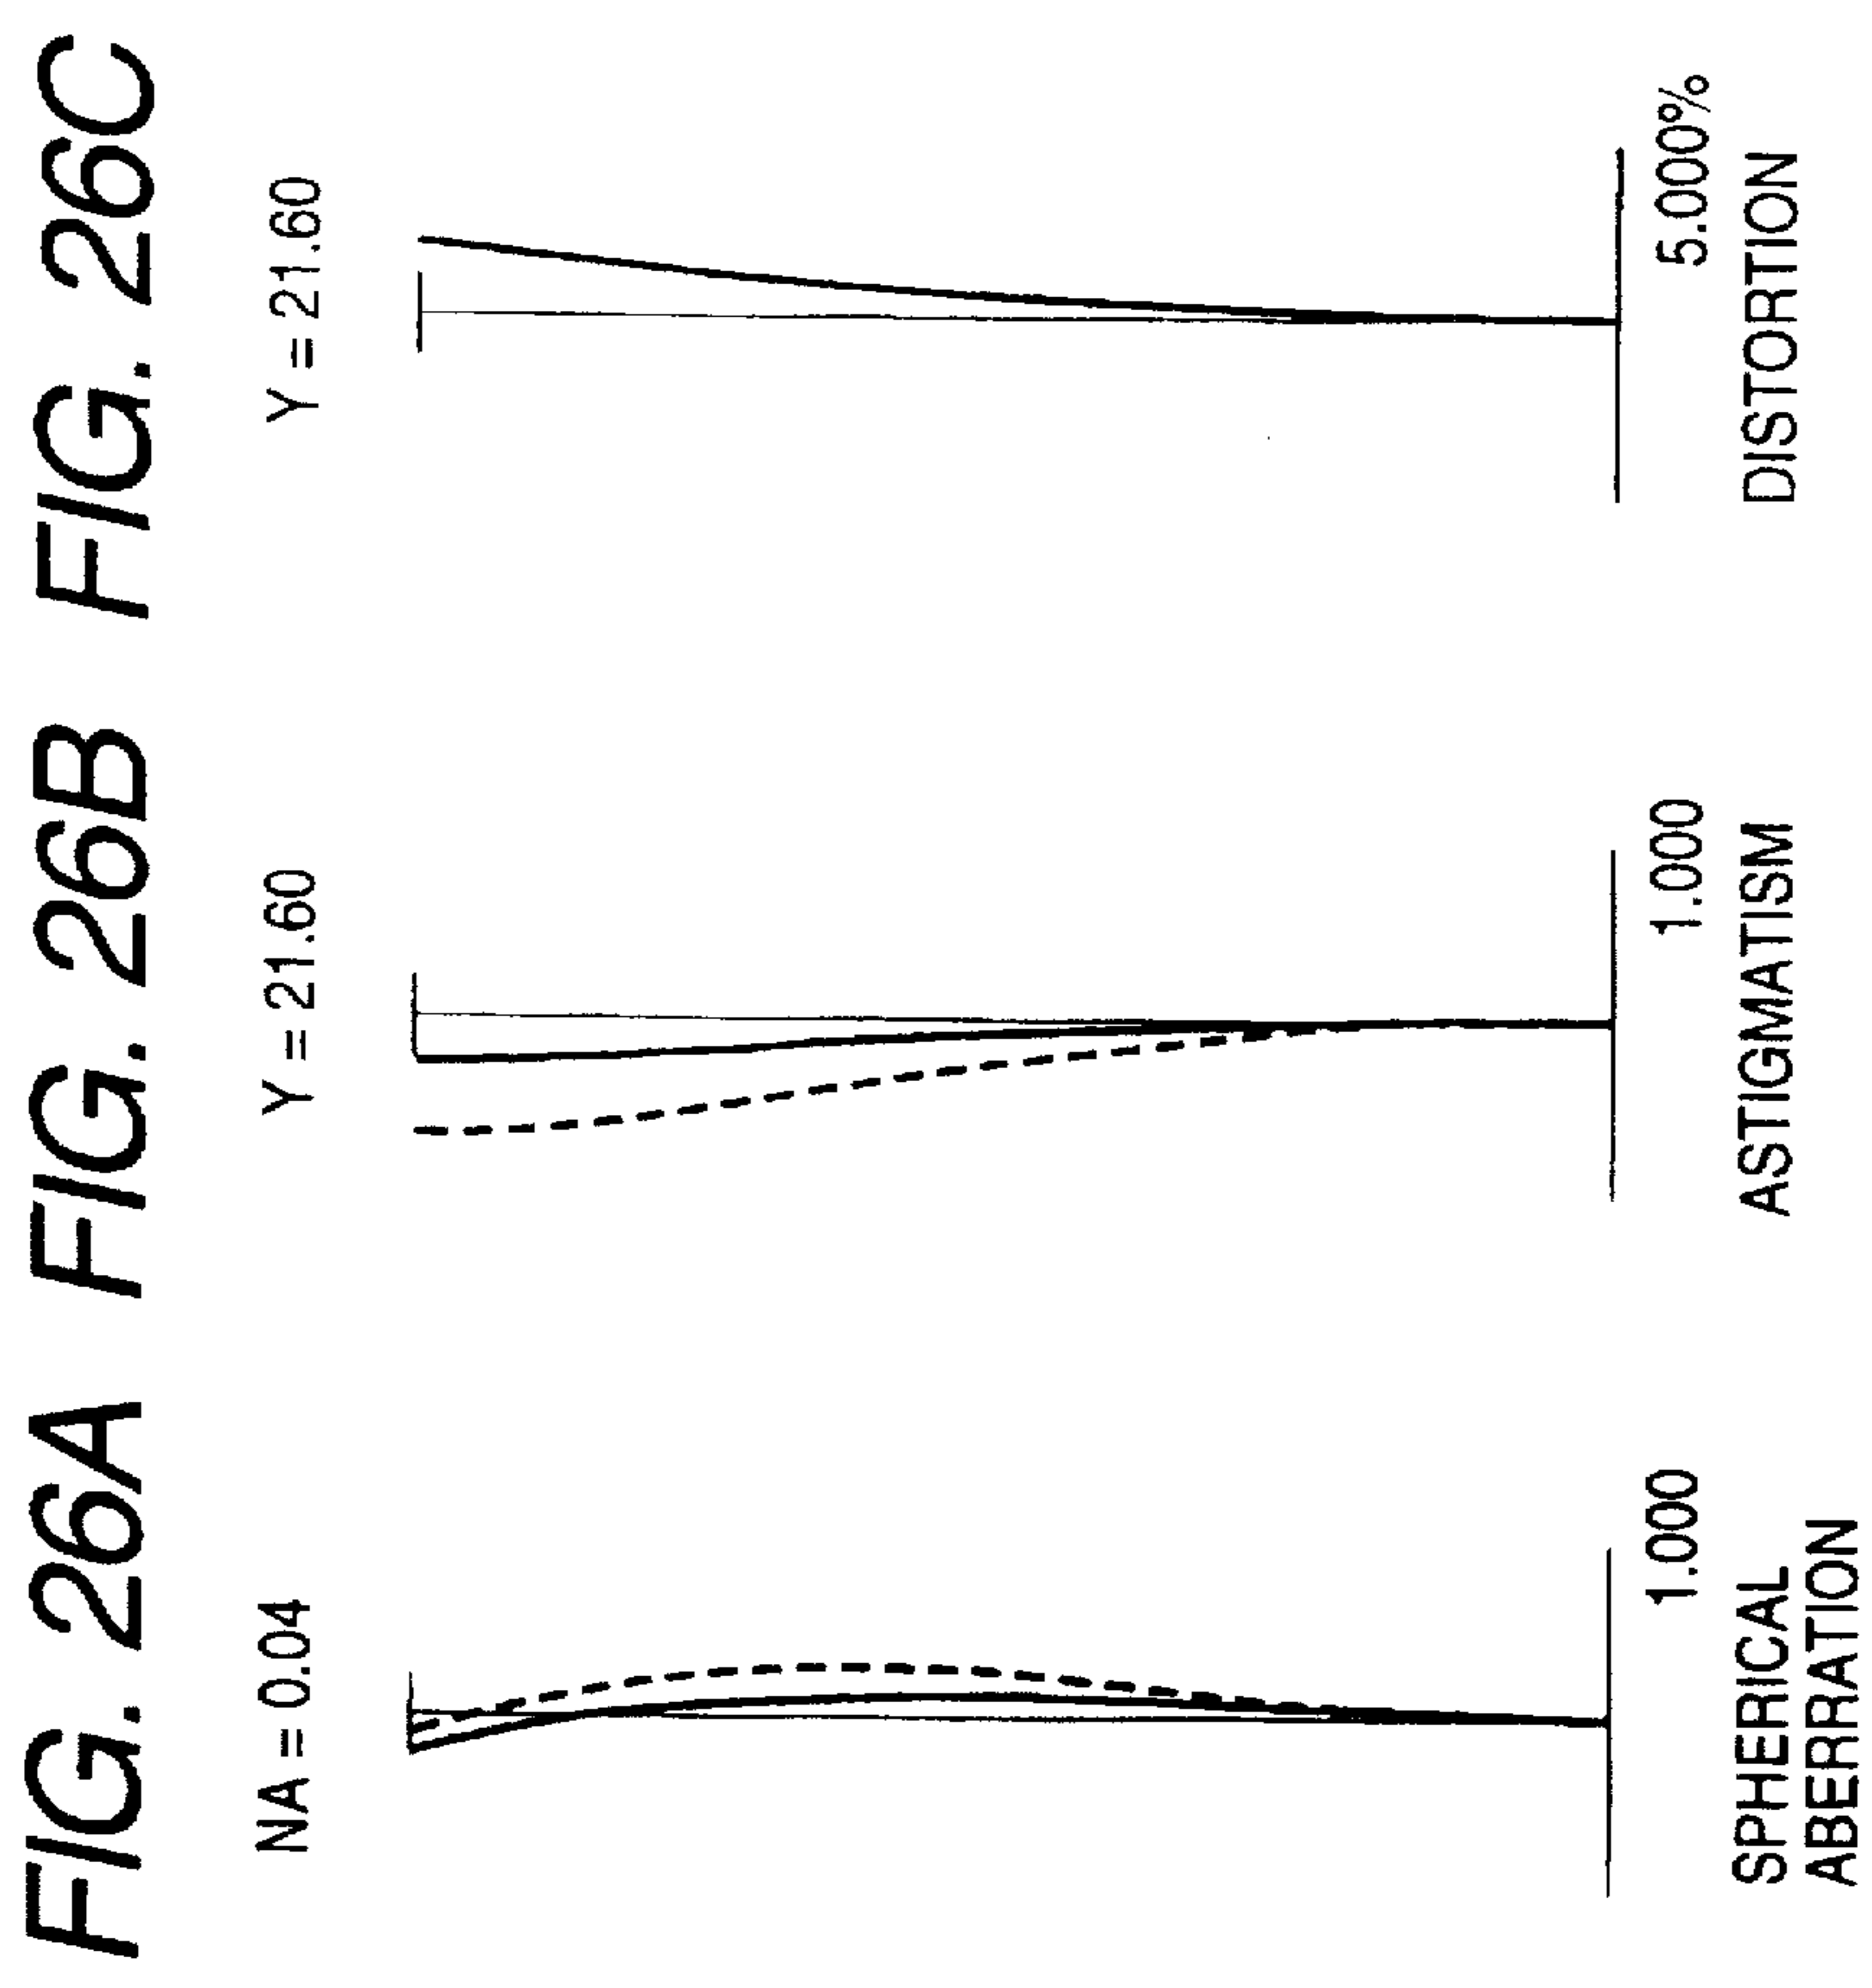 FIG. 26A
NA = 0.04
1.000
SPHERICAL
ABERRATION
FIG. 26B
Y = 21.60
1.000
ASTIGMATISM
FIG. 26C
Y = 21.60
5.000%
DISTORTION